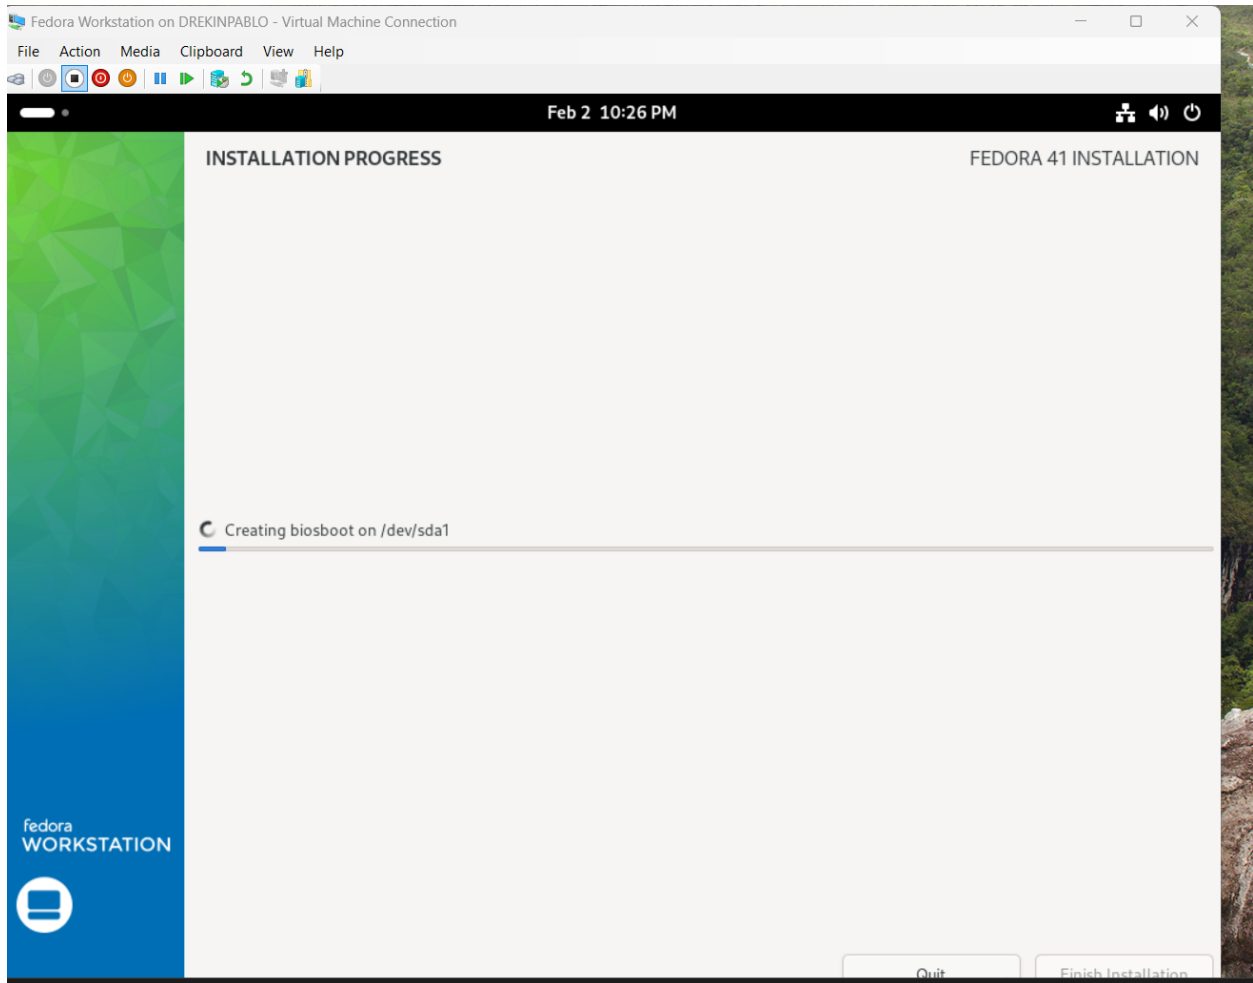 Fedora Workstation on DREKINPABLO - Virtual Machine Connection
File Action Media Clipboard View Help
Feb 2 10:26 PM
INSTALLATION PROGRESS
FEDORA 41 INSTALLATION
Creating biosboot on /dev/sda1
fedora
WORKSTATION
Quit
Finish Installation